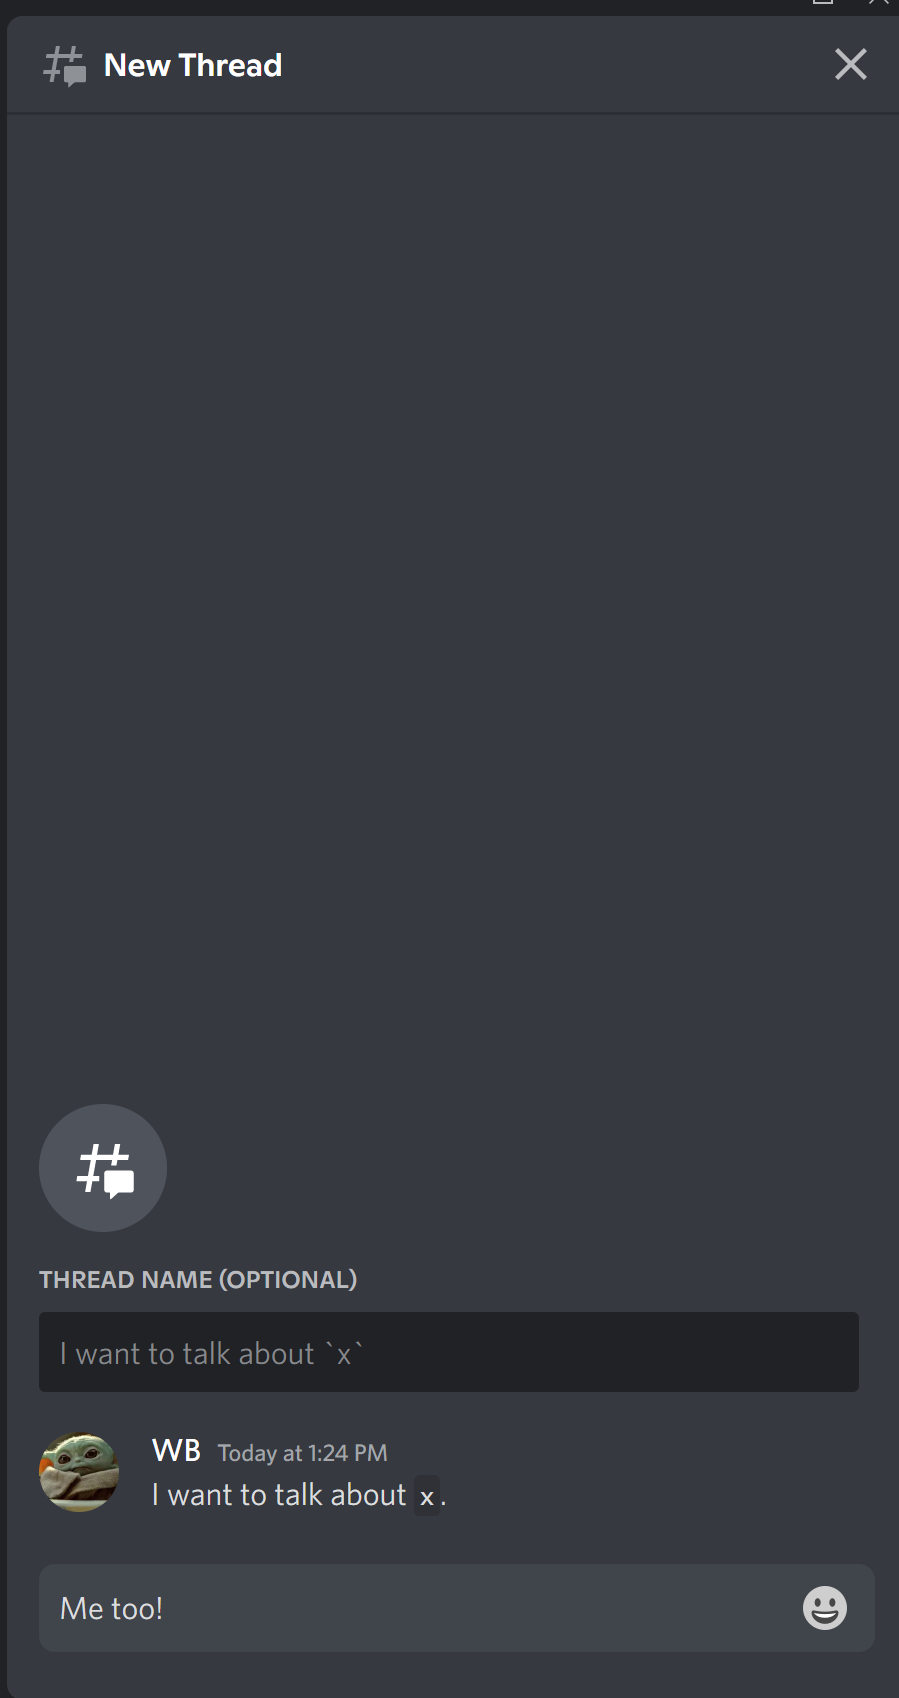 New Thread
THREAD NAME (OPTIONAL)
I want to talk about `x`
WB Today at 1:24 PM
I want to talk about x.
Me too!